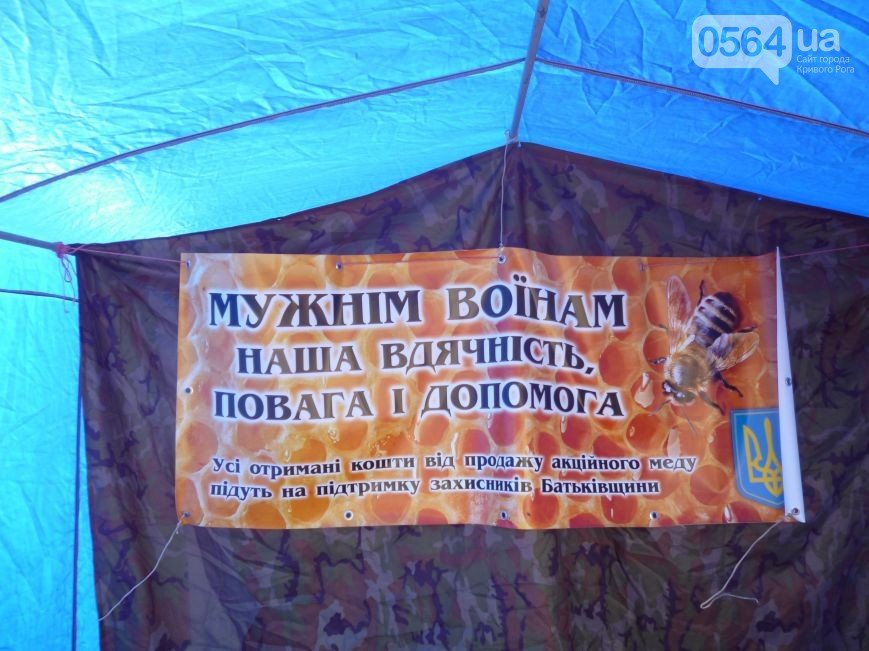 0564.ua
Сайт города
Кривого Рога
МУЖНІМ ВОЇНАМ
НАША ВДЯЧНІСТЬ,
ПОВАГА І ДОПОМОГА
Усі отримані кошти від продажу акційного меду
підуть на підтримку захисників Батьківщини